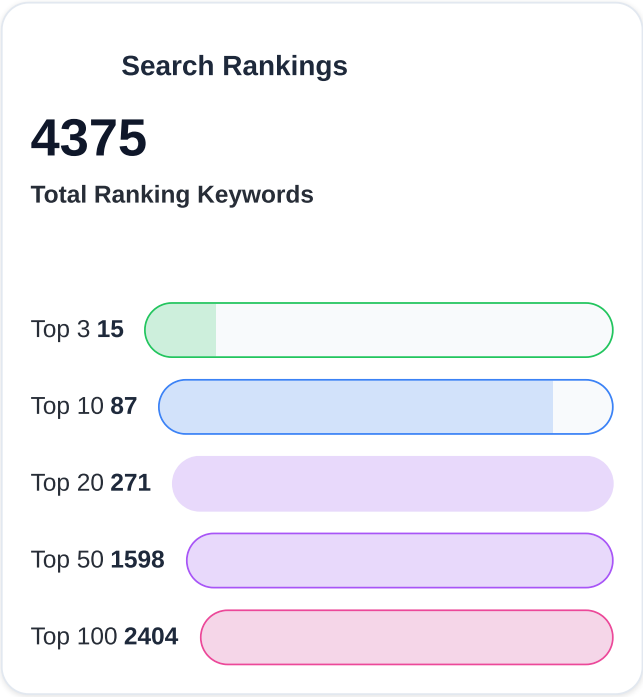 Search Rankings
4375
Total Ranking Keywords
Top 3 15
Top 10 87
Top 20 271
Top 50 1598
Top 100 2404